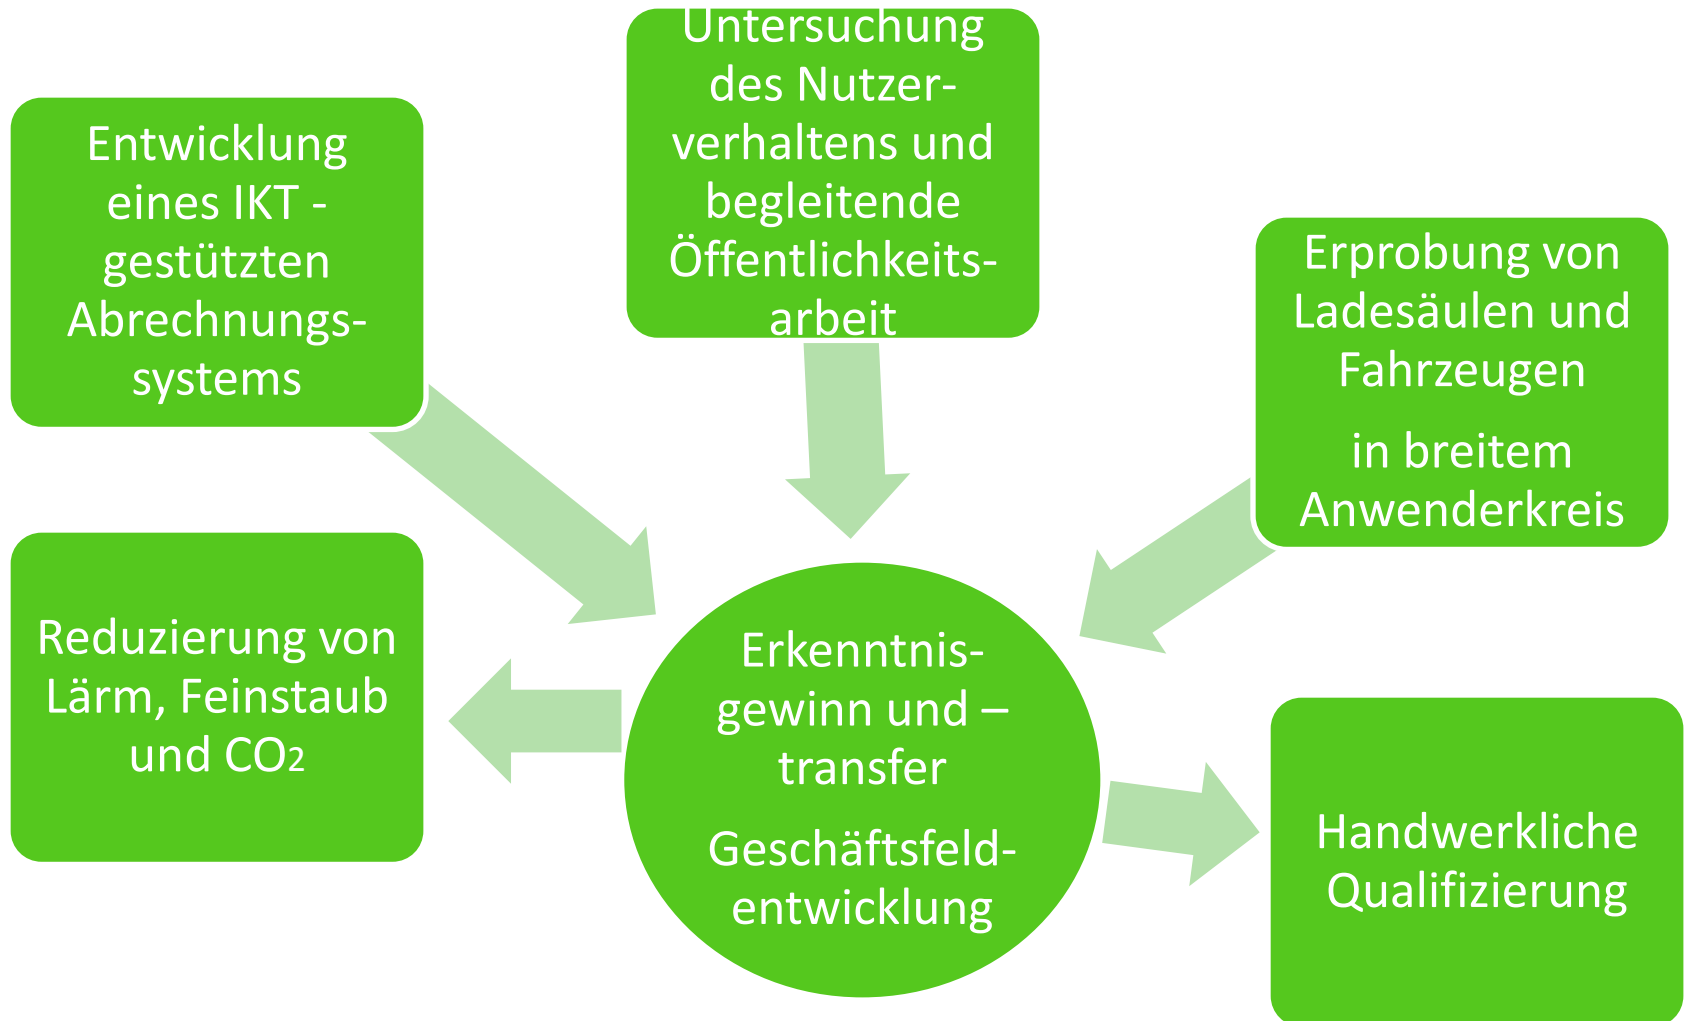 Untersuchung
des Nutzer-
verhaltens und
begleitende
Öffentlichkeits-
arbeit
Entwicklung
eines IKT -
gestützten
Abrechnungs-
systems
Erprobung von
Ladesäulen und
Fahrzeugen
in breitem
Anwenderkreis
Reduzierung von
Lärm, Feinstaub
und CO2
Erkenntnis-
gewinn und –
transfer
Geschäftsfeld-
entwicklung
Handwerkliche
Qualifizierung